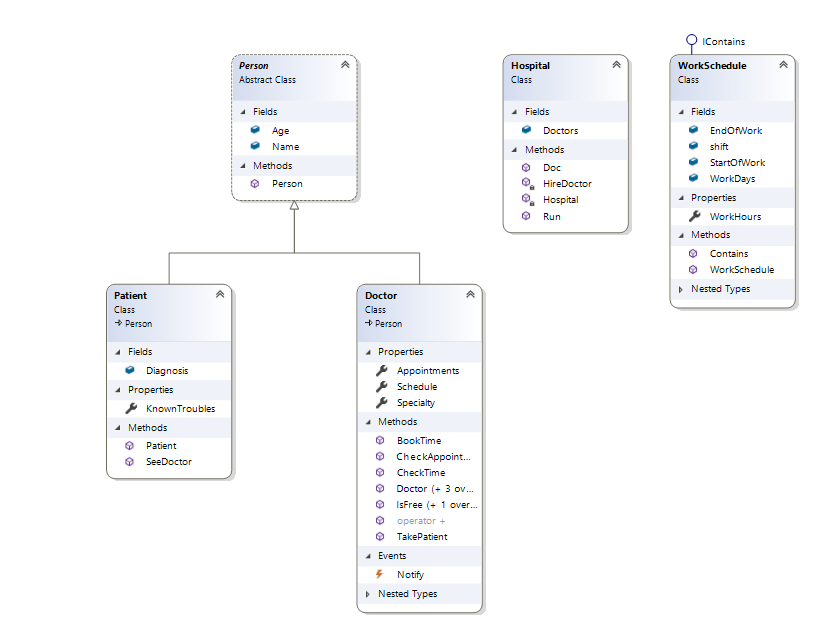 Person
Abstract Class
Fields
Age
Name
Methods
Person
Hospital
Class
Fields
Doctors
Methods
Doc
HireDoctor
Hospital
Run
IContains
WorkSchedule
Class
Fields
EndOfWork
shift
StartOfWork
WorkDays
Properties
WorkHours
Methods
Contains
WorkSchedule
Nested Types
Patient
Class
Person
Fields
Diagnosis
Properties
KnownTroubles
Methods
Patient
SeeDoctor
Doctor
Class
Person
Properties
Appointments
Schedule
Specialty
Methods
BookTime
CheckAppoint...
CheckTime
Doctor (+ 3 ov...
IsFree (+ 1 over...
operator +
TakePatient
Events
Notify
Nested Types